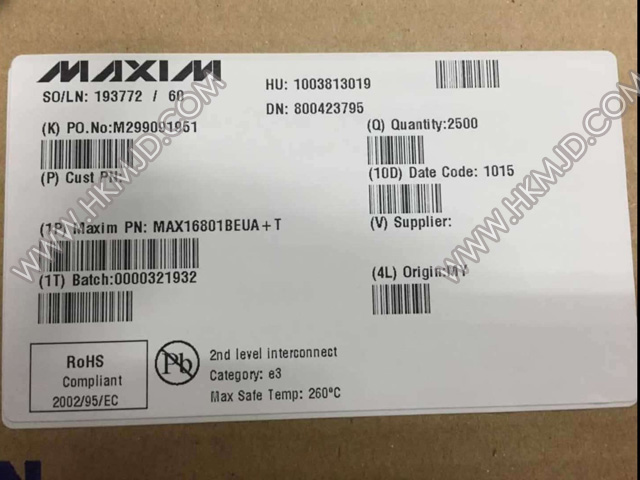 MAXIM
SO/LN: 193772 / 60
HU: 1003813019
DN: 800423795
(K) PO.No:M299091951
(Q) Quantity:2500
(P) Cust PN:
(10D) Date Code: 1015
(1P) Maxim PN: MAX16801BEUA+T
(V) Supplier:
(1T) Batch:0000321932
(4L) Origin:MY
RoHS
Compliant
2002/95/EC
Pb
2nd level interconnect
Category: e3
Max Safe Temp: 260°C
WWW.HKMJD.COM
WWW.HKMJD.COM